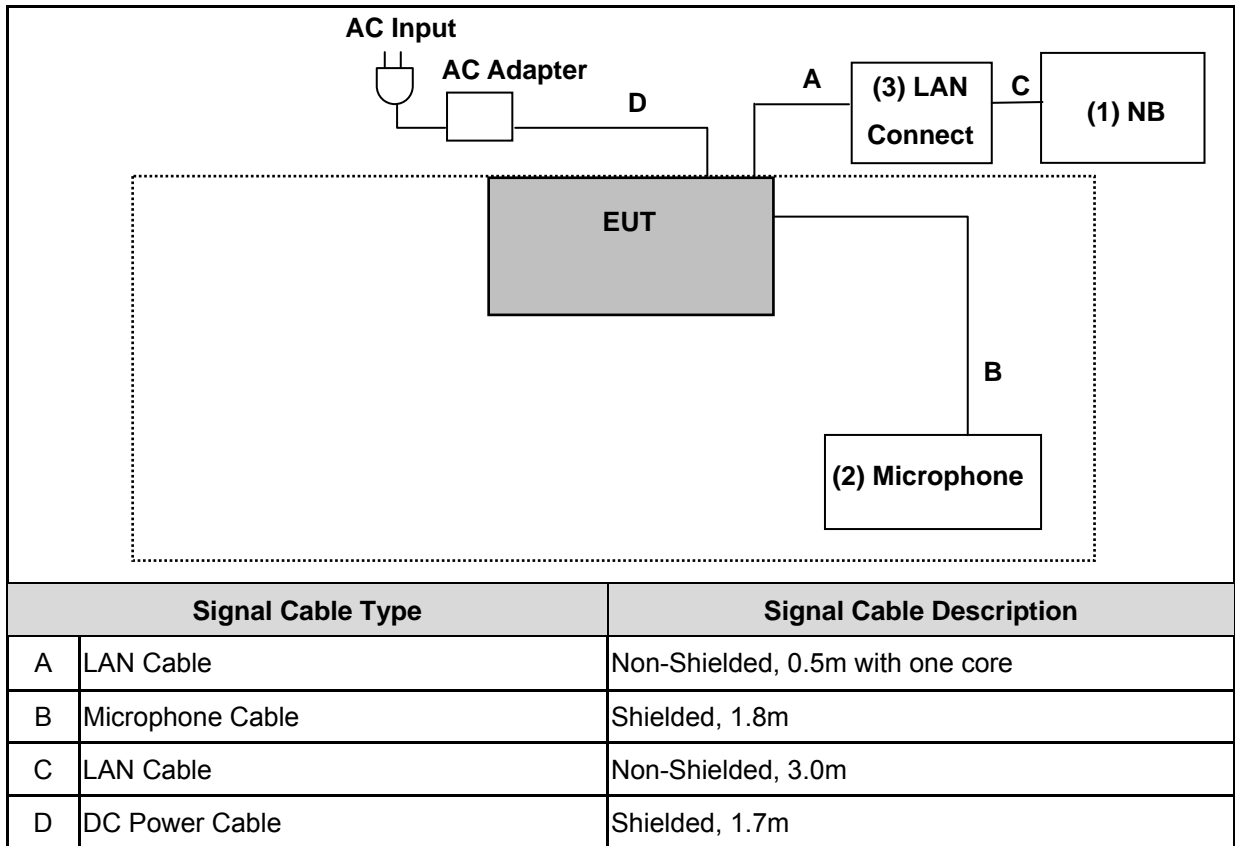 AC Input
AC Adapter
D
A
(3) LAN
Connect
C
(1) NB
EUT
B
(2) Microphone
Signal Cable Type Signal Cable Description
A LAN Cable Non-Shielded, 0.5m with one core
B Microphone Cable Shielded, 1.8m
C LAN Cable Non-Shielded, 3.0m
D DC Power Cable Shielded, 1.7m